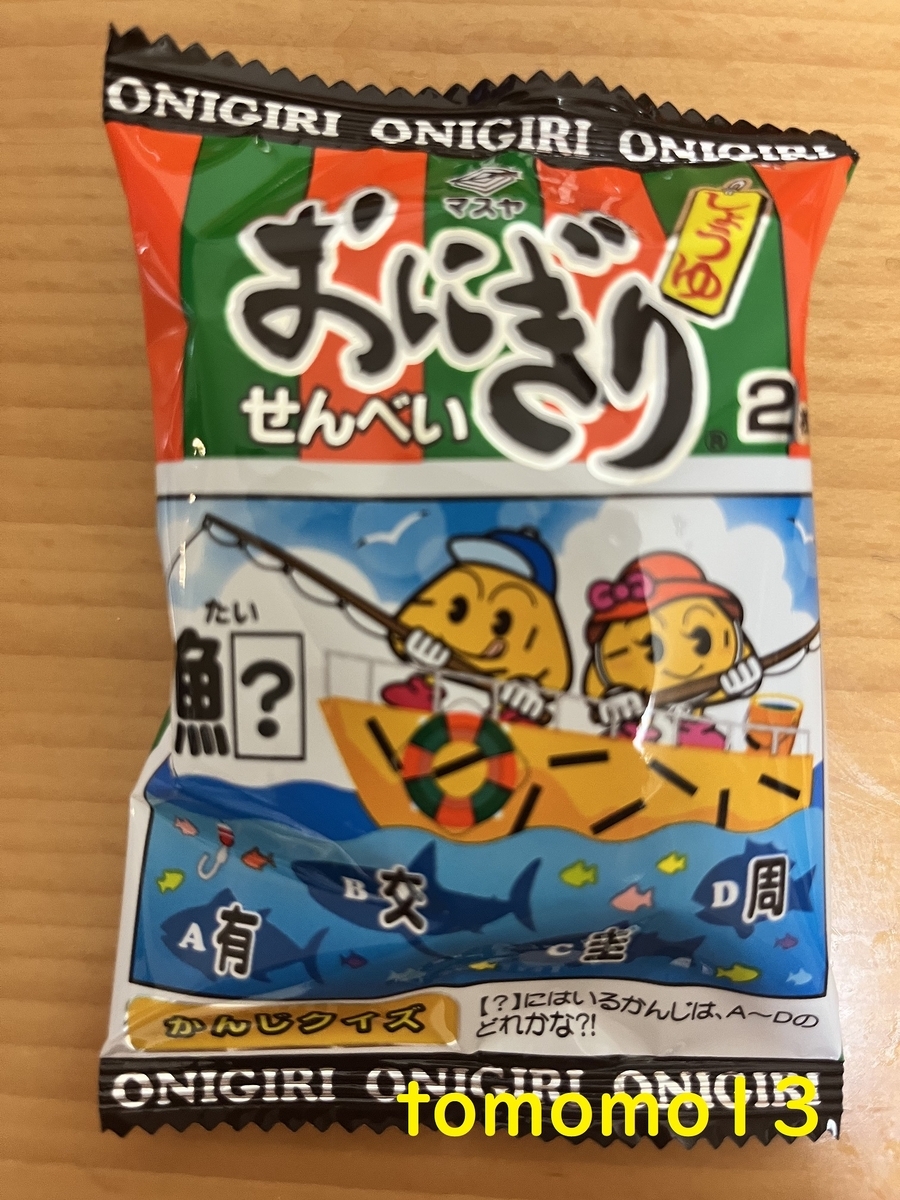 ONIGIRI ONIGIRI ONIGIRI
マスヤ
しょうゆ
おにぎり
せんべい
® 2
たい
魚?
A 有
B 交
C 圭
D 周
かんじクイズ
【?】にはいるかんじは、A〜Dの
どれかな?!
ONIGIRI ONIGIRI ONIGIRI
tomomo13